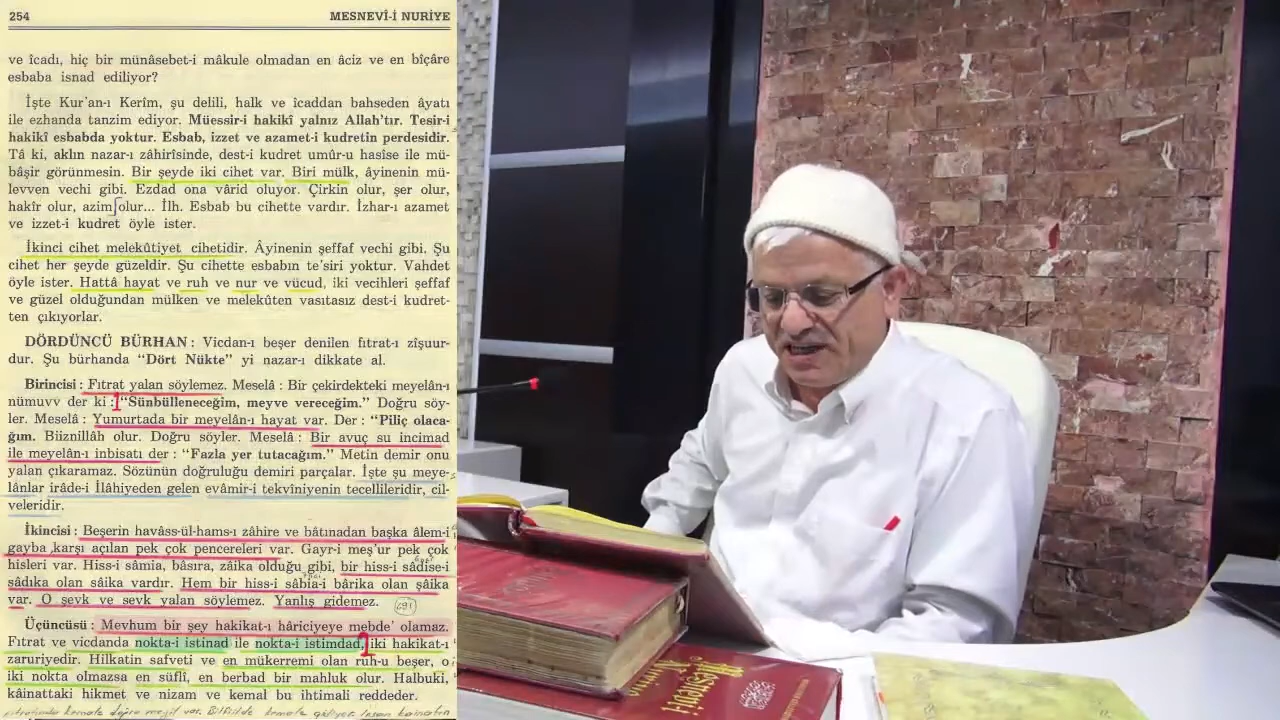 254 MESNEVÎ-İ NURİYE
ve îcadı, hiç bir münâsebet-i mâkule olmadan en âciz ve en bîçâre
esbaba isnad ediliyor?
İşte Kur'an-ı Kerîm, şu delili, halk ve îcaddan bahseden âyatı
ile ezhanda tanzim ediyor. Müessir-i hakikî yalnız Allah'tır. Tesir-i
hakikî esbabda yoktur. Esbab, izzet ve azamet-i kudretin perdesidir.
Tâ ki, aklın nazar-ı zâhirîsinde, dest-i kudret umûr-u hasise ile mü-
bâşir görünmesin. Bir şeyde iki cihet var. Biri mülk, âyinenin mü-
levven vechi gibi. Ezdad ona vârid oluyor. Çirkin olur, şer olur,
hakîr olur, azim olur... İlh. Esbab bu cihette vardır. İzhar-ı azamet
ve izzet-i kudret öyle ister.
İkinci cihet melekûtiyet cihetidir. Âyinenin şeffaf vechi gibi. Şu
cihet her şeyde güzeldir. Şu cihette esbabın te'siri yoktur. Vahdet
öyle ister. Hattâ hayat ve ruh ve nur ve vücud, iki vecihleri şeffaf
ve güzel olduğundan mülken ve melekûten vasıtasız dest-i kudret-
ten çıkıyorlar.
DÖRDÜNCÜ BÜRHAN : Vicdan-ı beşer denilen fıtrat-ı zîşuur-
dur. Şu bürhanda "Dört Nükte" yi nazar-ı dikkate al.
Birincisi : Fıtrat yalan söylemez. Meselâ : Bir çekirdekteki meyelân-ı
nümuvv der ki : "Sünbülleneceğim, meyve vereceğim." Doğru söy-
ler. Meselâ : Yumurtada bir meyelân-ı hayat var. Der : "Piliç olaca-
ğım. Biiznillâh olur. Doğru söyler. Meselâ : Bir avuç su incimad
ile meyelân-ı inbisatı der : "Fazla yer tutacağım." Metin demir onu
yalan çıkaramaz. Sözünün doğruluğu demiri parçalar. İşte şu meye-
lânlar irâde-i İlâhiyeden gelen evâmir-i tekvîniyenin tecellileridir, cil-
veleridir.
İkincisi : Beşerin havâss-ül-hams-ı zâhire ve bâtınadan başka âlem-i
gayba karşı açılan pek çok pencereleri var. Gayr-i meş'ur pek çok
hisleri var. Hiss-i sâmia, bâsıra, zâika olduğu gibi, bir hiss-i sâdise-i
sâdıka olan sâika vardır. Hem bir hiss-i sâbia-i bârika olan şâika
var. O şevk ve sevk yalan söylemez. Yanlış gidemez.
Üçüncüsü : Mevhum bir şey hakikat-ı hâriciyeye mebde' olamaz.
Fıtrat ve vicdanda nokta-i istinad ile nokta-i istimdad, iki hakikat-ı
zaruriyedir. Hilkatin safveti ve en mükerremi olan ruh-u beşer, o
iki nokta olmazsa en süflî, en berbad bir mahluk olur. Halbuki,
kâinattaki hikmet ve nizam ve kemal bu ihtimali reddeder.